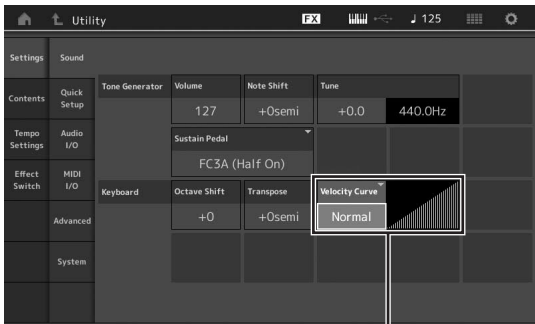 Utility
FX
♩ 125
Settings
Sound
Contents
Quick
Setup
Tempo
Settings
Audio
I/O
Effect
Switch
MIDI
I/O
Advanced
System
Tone Generator
Volume
Note Shift
Tune
127
+0semi
+0.0
440.0Hz
Sustain Pedal
FC3A (Half On)
Keyboard
Octave Shift
Transpose
Velocity Curve
+0
+0semi
Normal